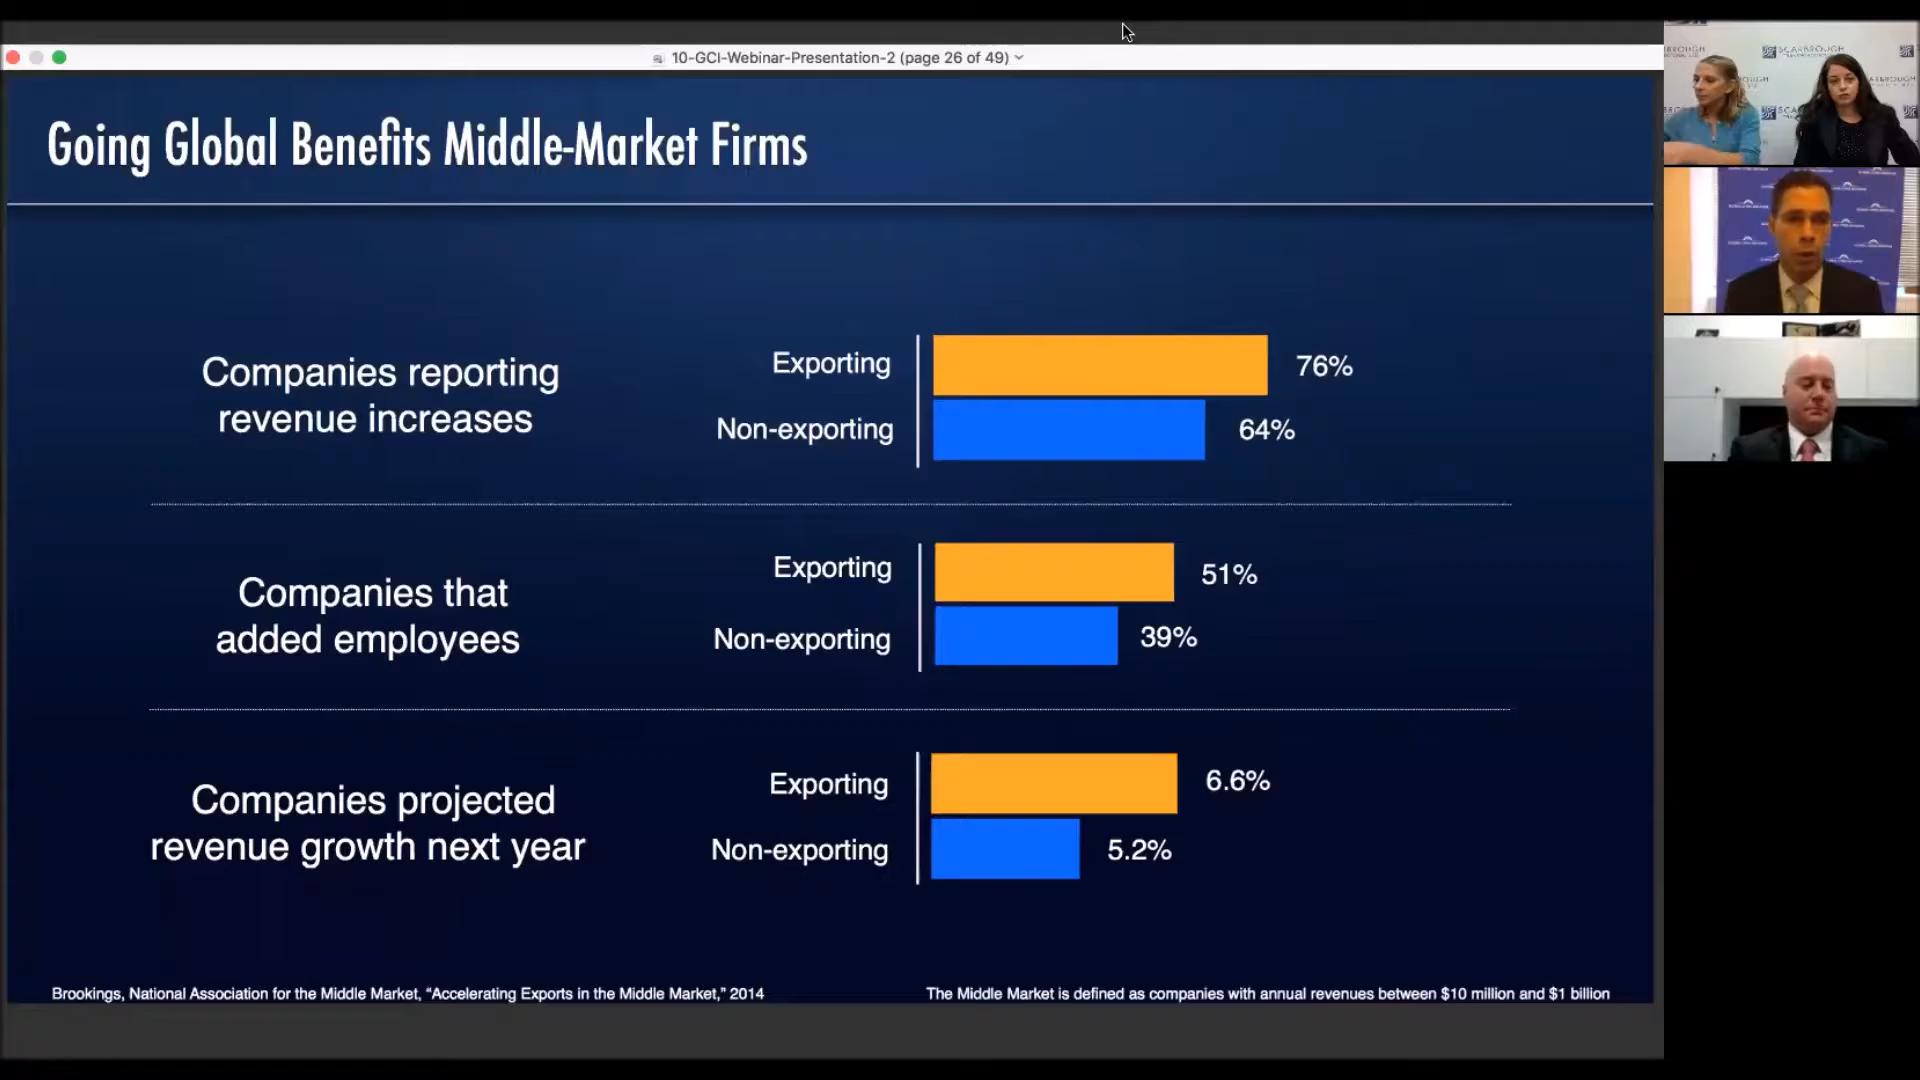 10-GCI-Webinar-Presentation-2 (page 26 of 49)
Going Global Benefits Middle-Market Firms
Companies reporting
revenue increases
Exporting
76%
Non-exporting
64%
Companies that
added employees
Exporting
51%
Non-exporting
39%
Companies projected
revenue growth next year
Exporting
6.6%
Non-exporting
5.2%
Brookings, National Association for the Middle Market, “Accelerating Exports in the Middle Market,” 2014
The Middle Market is defined as companies with annual revenues between $10 million and $1 billion
SCARBROUGH